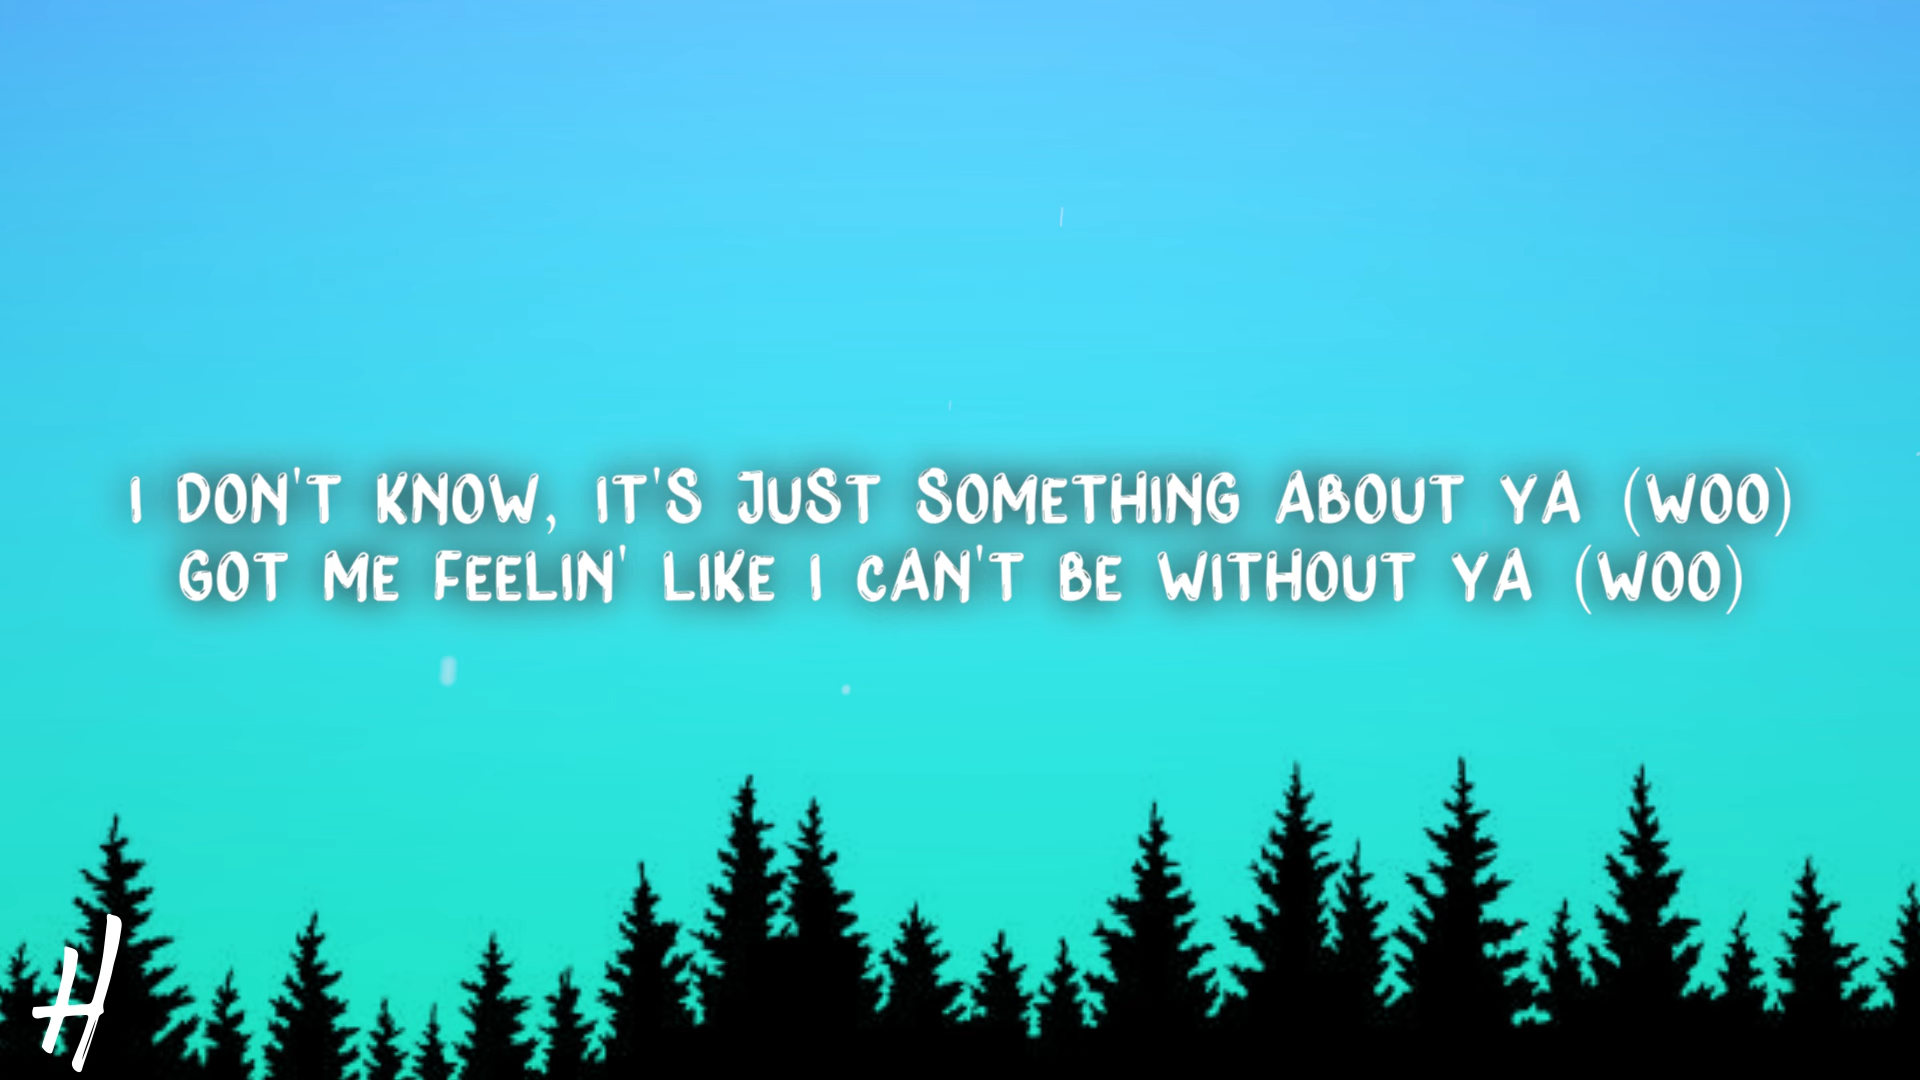 I DON'T KNOW, IT'S JUST SOMETHING ABOUT YA (WOO)
GOT ME FEELIN' LIKE I CAN'T BE WITHOUT YA (WOO)
H